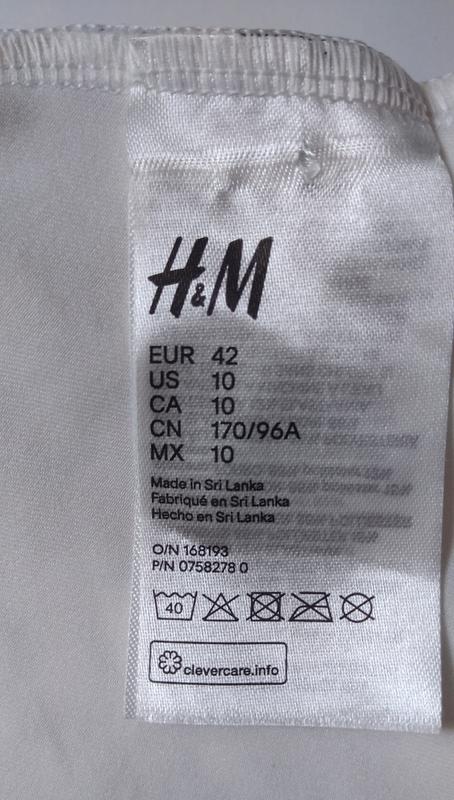 H&M
EUR 42
US 10
CA 10
CN 170/96A
MX 10
Made in Sri Lanka
Fabriqué en Sri Lanka
Hecho en Sri Lanka
O/N 168193
P/N 0758278 0
40
clevercare.info